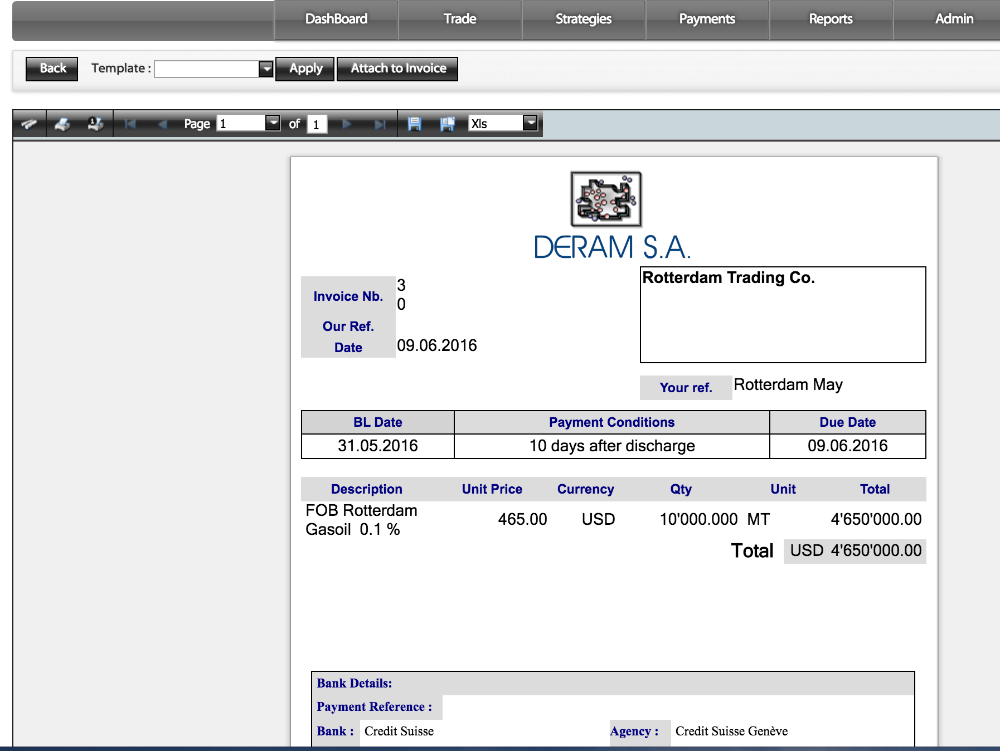 DashBoard Trade Strategies Payments Reports Admin
Back Template : Apply Attach to Invoice
1 Page 1 of 1 Xls
DERAM S.A.
Rotterdam Trading Co.
Invoice Nb. 3
0
Our Ref.
Date 09.06.2016
Your ref. Rotterdam May
BL Date Payment Conditions Due Date
31.05.2016 10 days after discharge 09.06.2016
Description Unit Price Currency Qty Unit Total
FOB Rotterdam
Gasoil 0.1 % 465.00 USD 10'000.000 MT 4'650'000.00
Total USD 4'650'000.00
Bank Details:
Payment Reference :
Bank : Credit Suisse Agency : Credit Suisse Genève